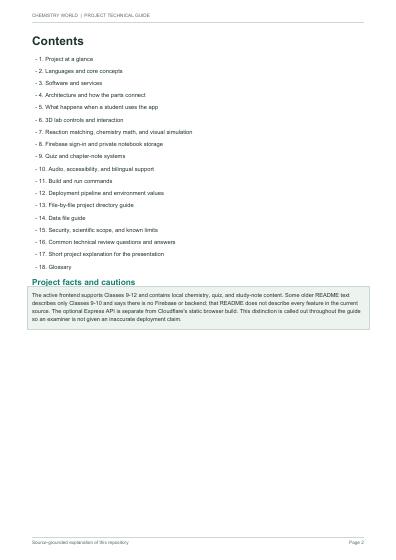 CHEMISTRY WORLD | PROJECT TECHNICAL GUIDE
Contents
- 1. Project at a glance
- 2. Languages and core concepts
- 3. Software and services
- 4. Architecture and how the parts connect
- 5. What happens when a student uses the app
- 6. 3D lab controls and interaction
- 7. Reaction matching, chemistry math, and visual simulation
- 8. Firebase sign-in and private notebook storage
- 9. Quiz and chapter-note systems
- 10. Audio, accessibility, and bilingual support
- 11. Build and run commands
- 12. Deployment pipeline and environment values
- 13. File-by-file project directory guide
- 14. Data file guide
- 15. Security, scientific scope, and known limits
- 16. Common technical review questions and answers
- 17. Short project explanation for the presentation
- 18. Glossary
Project facts and cautions
The active frontend supports Classes 9-12 and contains local chemistry, quiz, and study-note content. Some older README text
describes only Classes 9-10 and says there is no Firebase or backend; that README does not describe every feature in the current
source. The optional Express API is separate from Cloudflare's static browser build. This distinction is called out throughout the guide
so an examiner is not given an inaccurate deployment claim.
Source-grounded explanation of this repository
Page 2